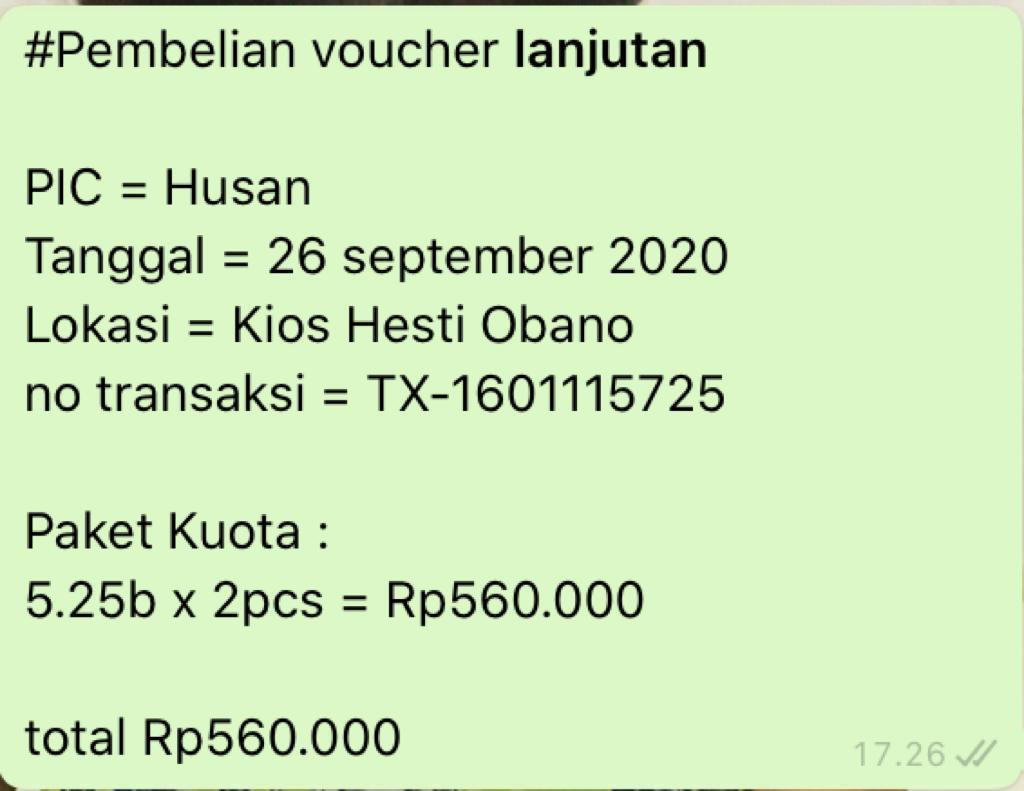 #Pembelian voucher lanjutan
PIC = Husan
Tanggal = 26 september 2020
Lokasi = Kios Hesti Obano
no transaksi = TX-1601115725
Paket Kuota :
5.25b x 2pcs = Rp560.000
total Rp560.000
17.26